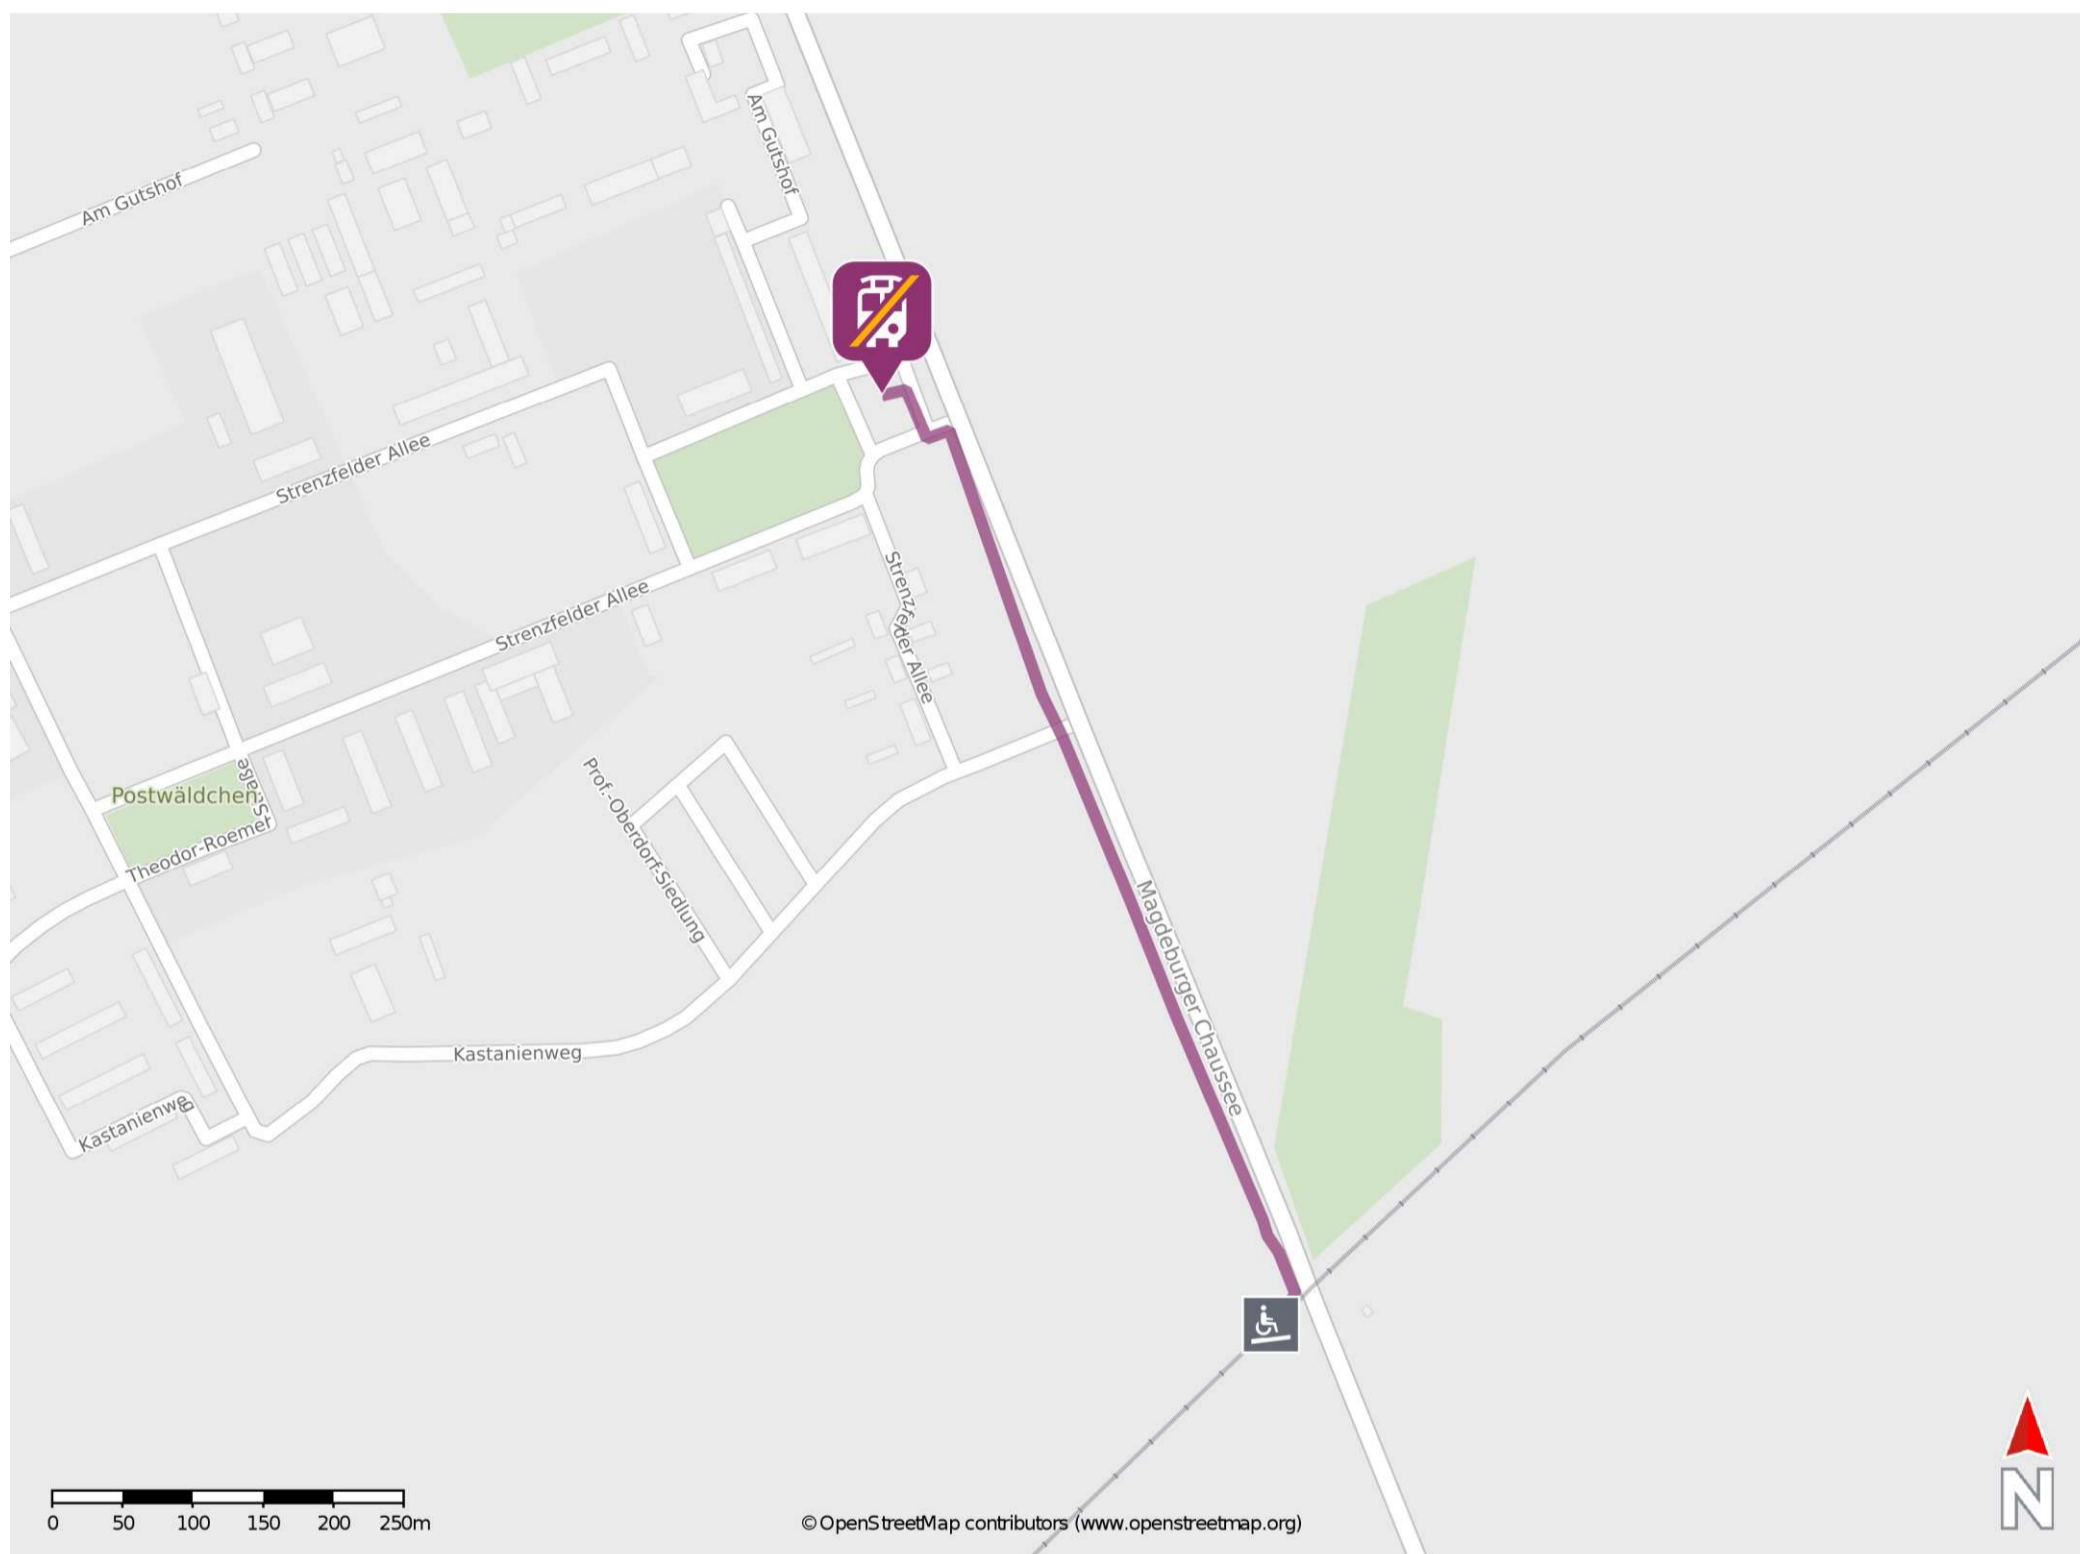 Am Gutshof
Am Gutshof
Strenzfelder Allee
Strenzfelder Allee
Strenzfelder Allee
Postwäldchen
Straße
Theodor-Roemer
Prof.-Oberdorf-Siedlung
Magdeburger Chaussee
Kastanienweg
Kastanienweg
0 50 100 150 200 250m
©OpenStreetMap contributors (www.openstreetmap.org)
N